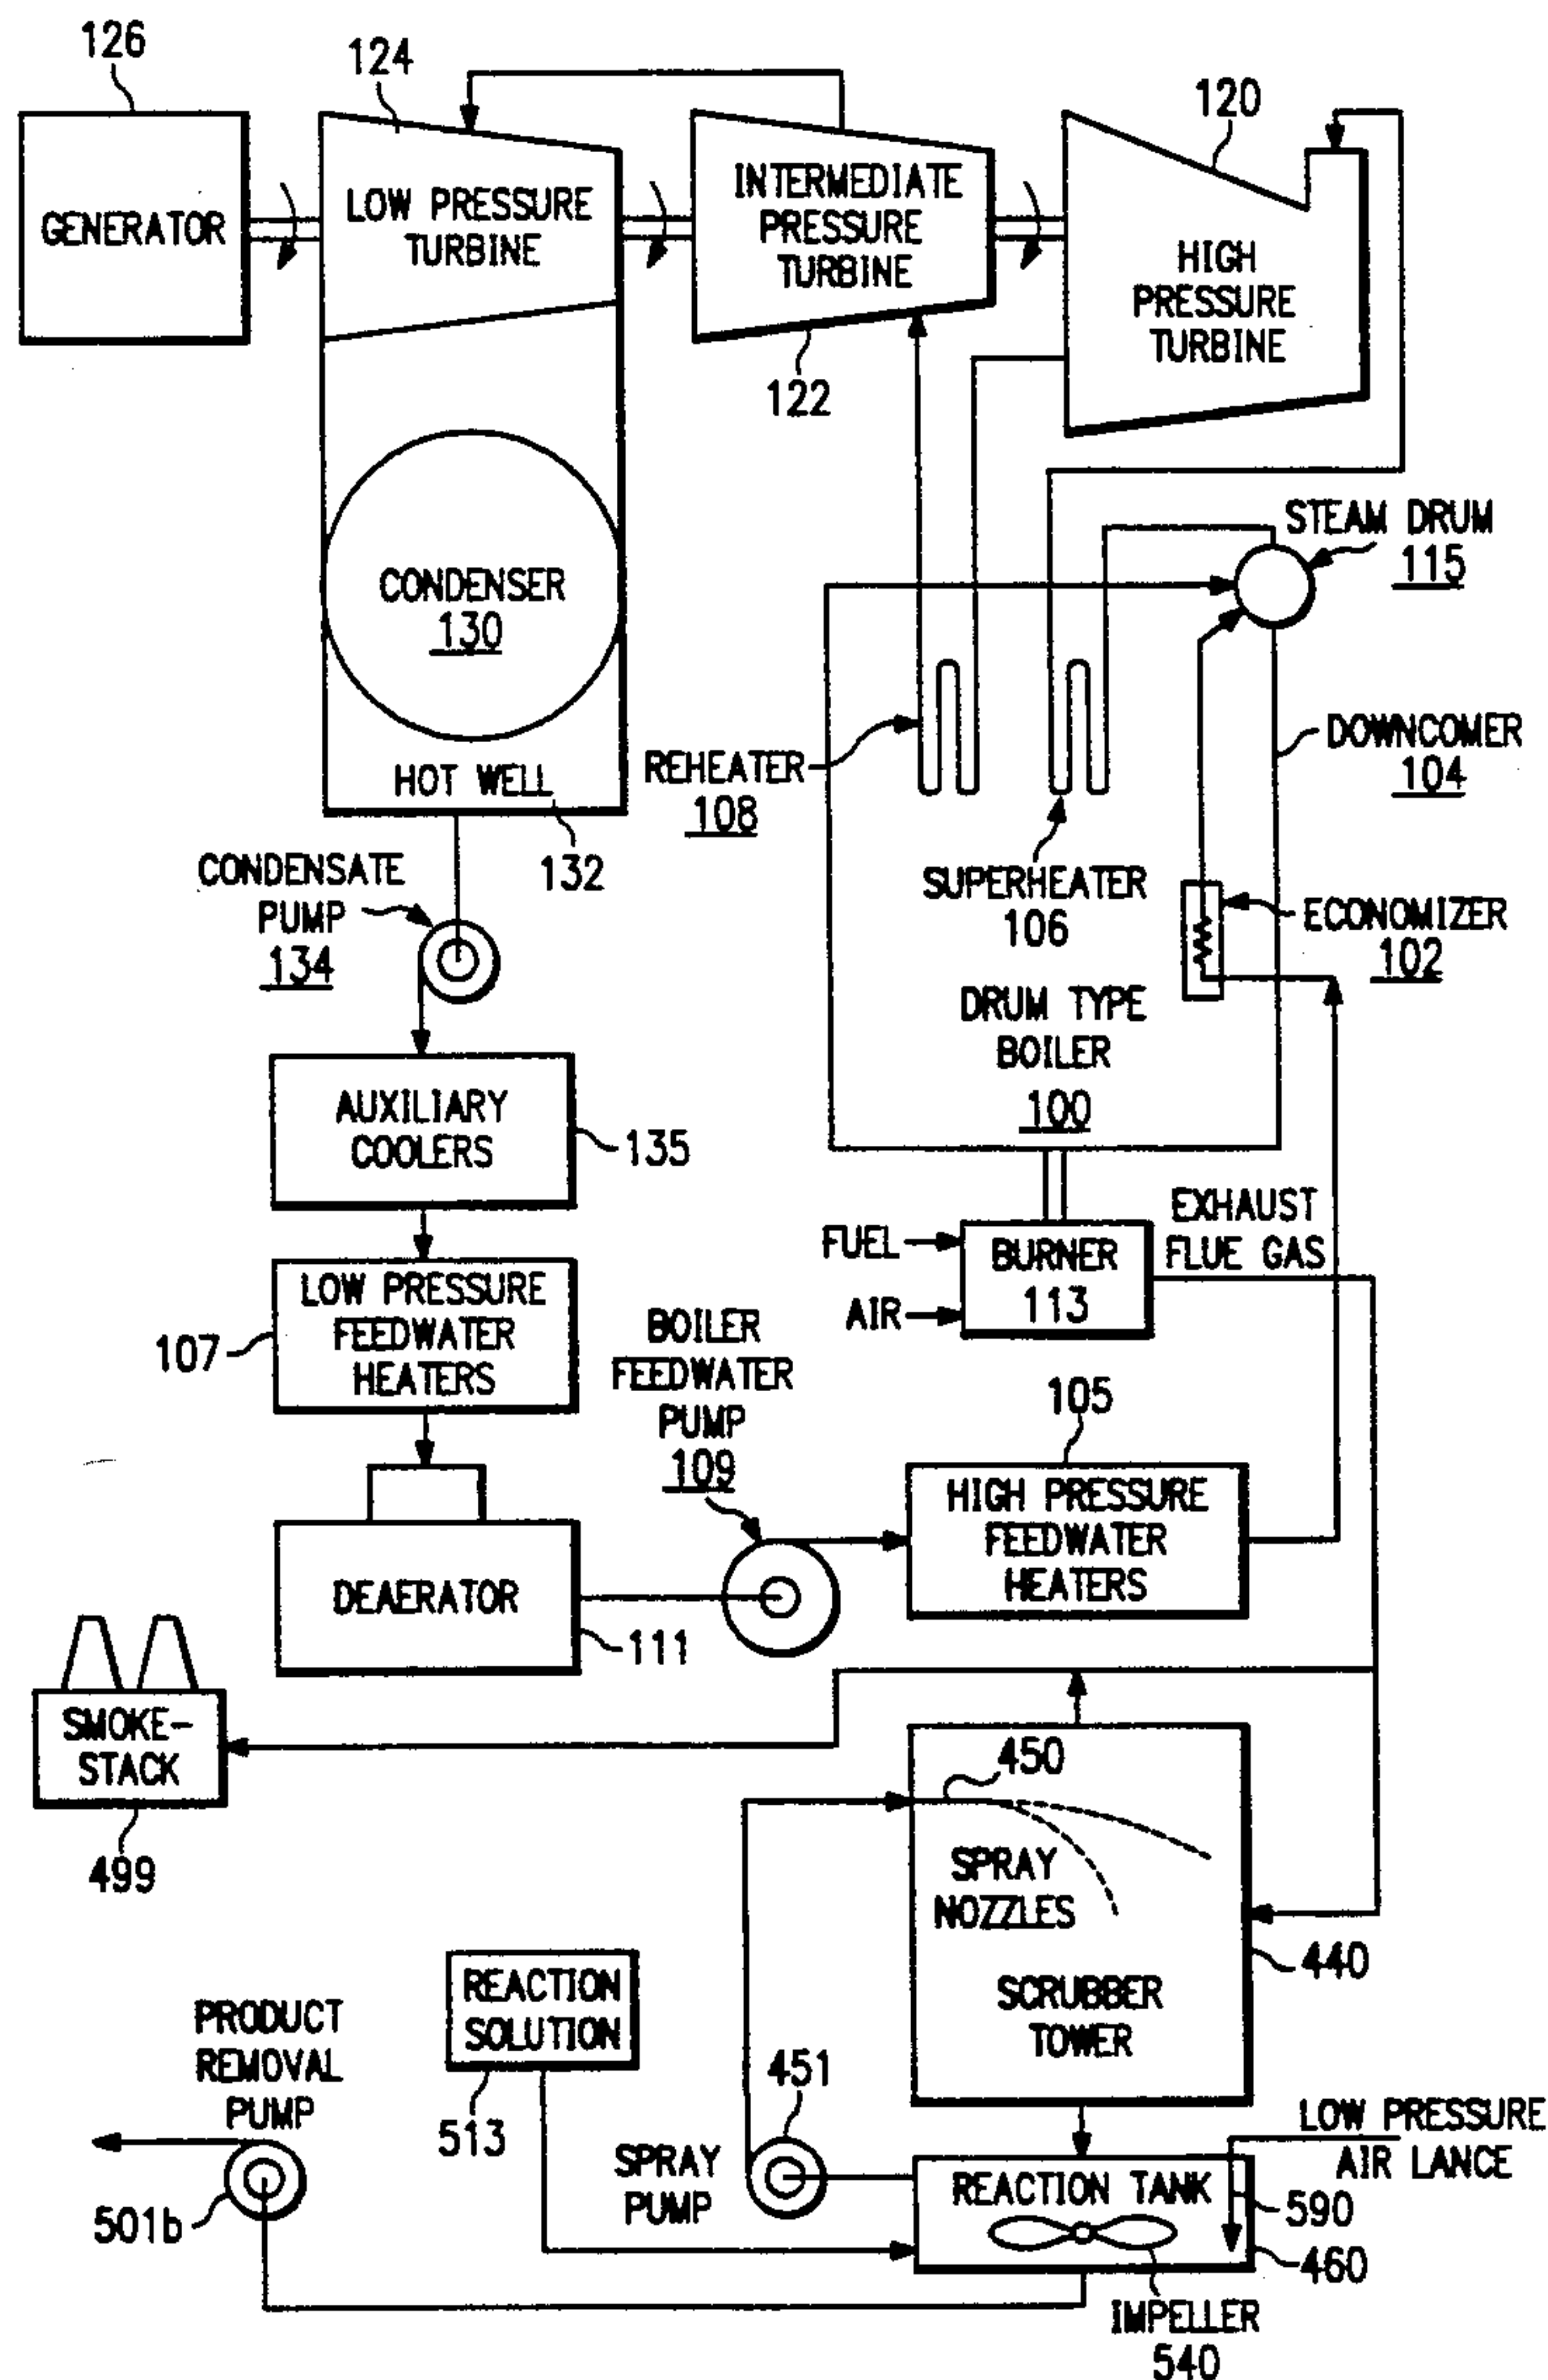 126
124
120
GENERATOR
LOW PRESSURE
TURBINE
INTERMEDIATE
PRESSURE
TURBINE
HIGH
PRESSURE
TURBINE
122
STEAM DRUM
115
CONDENSER
130
HOT WELL
132
REHEATER
108
DOWNCOMER
104
SUPERHEATER
106
ECONOMIZER
102
CONDENSATE
PUMP
134
DRUM TYPE
BOILER
100
AUXILIARY
COOLERS
135
EXHAUST
FLUE GAS
FUEL
AIR
BURNER
113
LOW PRESSURE
FEEDWATER
HEATERS
107
BOILER
FEEDWATER
PUMP
109
105
HIGH PRESSURE
FEEDWATER
HEATERS
DEAERATOR
111
SMOKE-
STACK
499
450
SPRAY
NOZZLES
440
SCRUBBER
TOWER
REACTION
SOLUTION
513
PRODUCT
REMOVAL
PUMP
501b
451
SPRAY
PUMP
LOW PRESSURE
AIR LANCE
REACTION TANK
590
460
IMPELLER
540